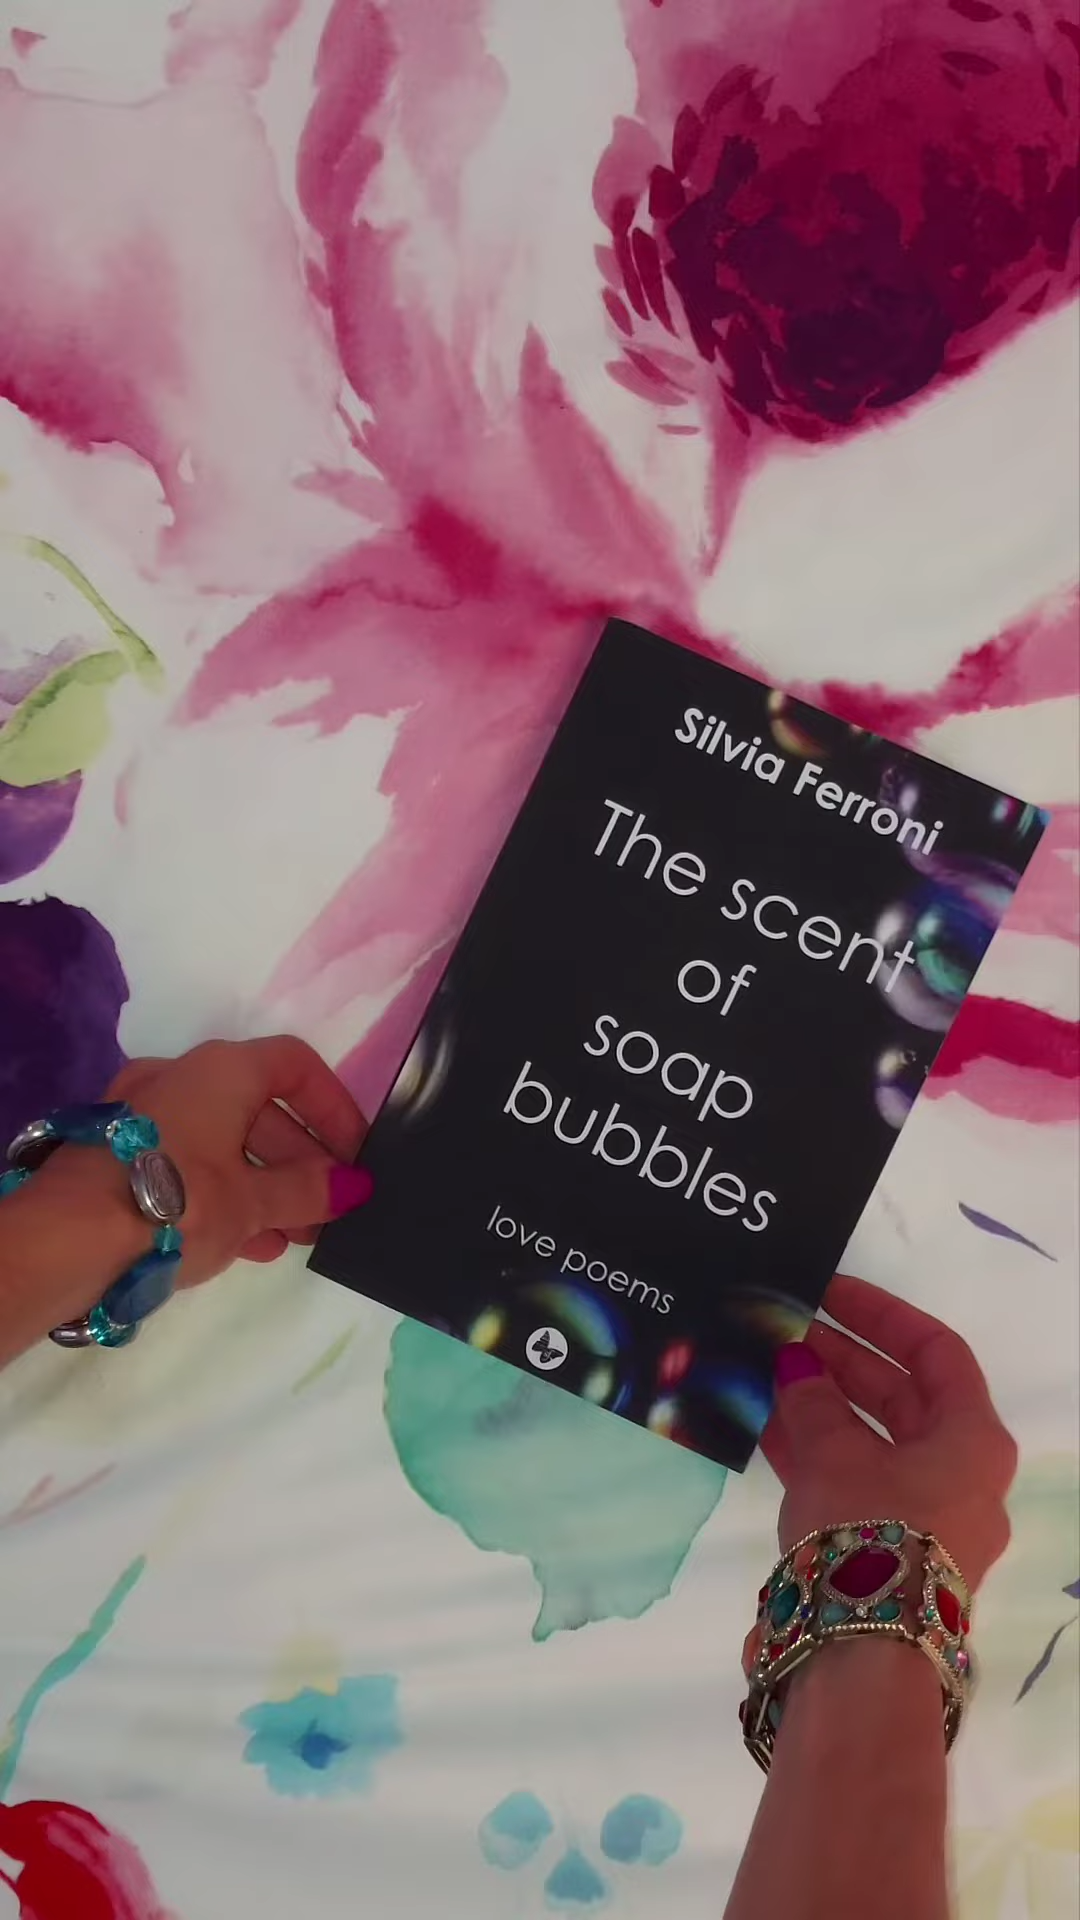 Silvia Ferroni
The scent
of
soap
bubbles
love poems